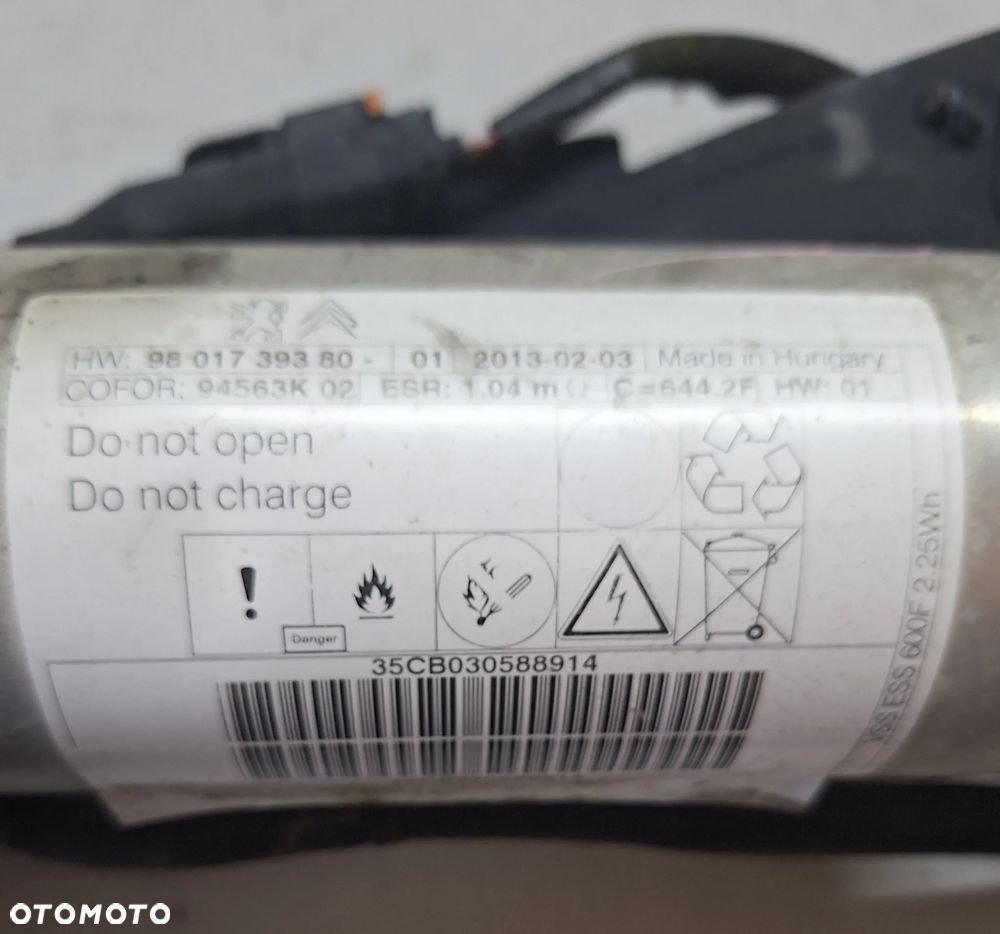 HW: 98 017 393 80 - 01 2013-02-03 Made in Hungary
COFOR: 94563K 02 ESR: 1.04 mΩ C=644.2F HW: 01
Do not open
Do not charge
Danger
35CB030588914
ESS 600F 2.25Wh
OTOMOTO